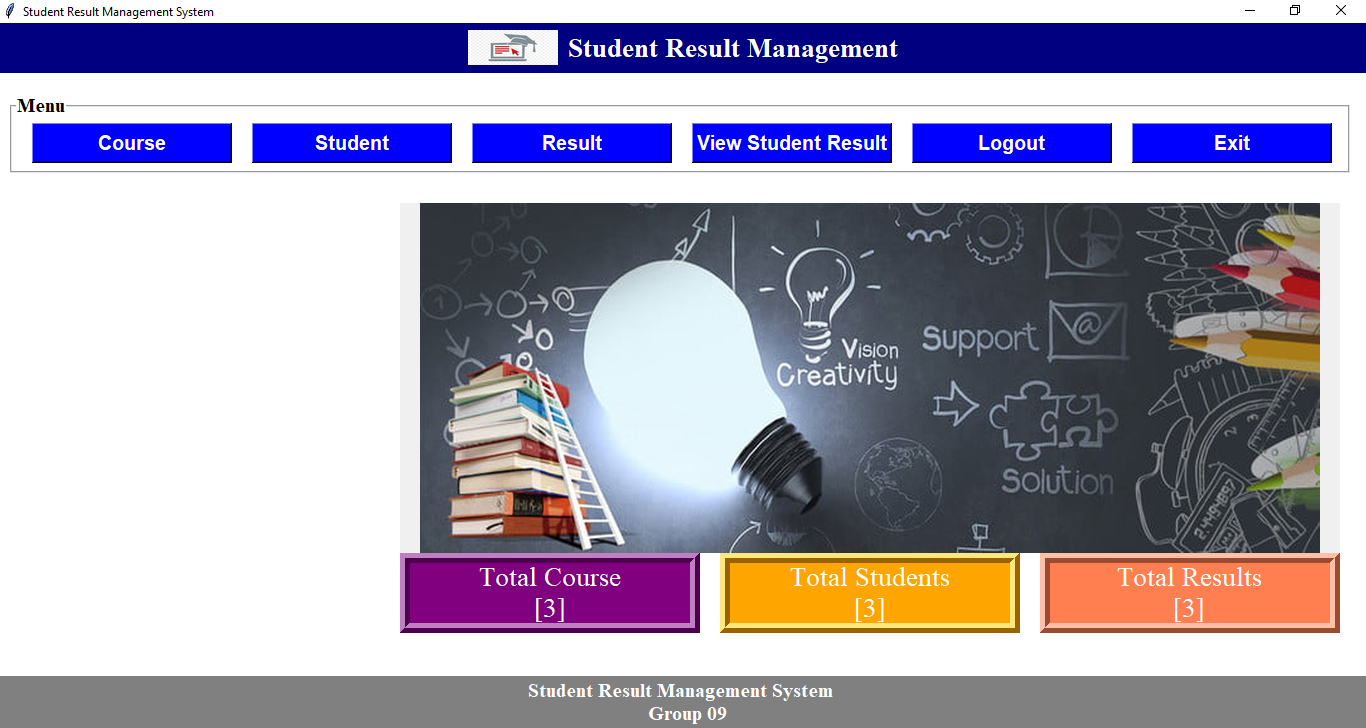 Student Result Management System
Student Result Management
Menu
Course
Student
Result
View Student Result
Logout
Exit
Vision
Creativity
Support
@
Solution
Total Course
[3]
Total Students
[3]
Total Results
[3]
Student Result Management System
Group 09